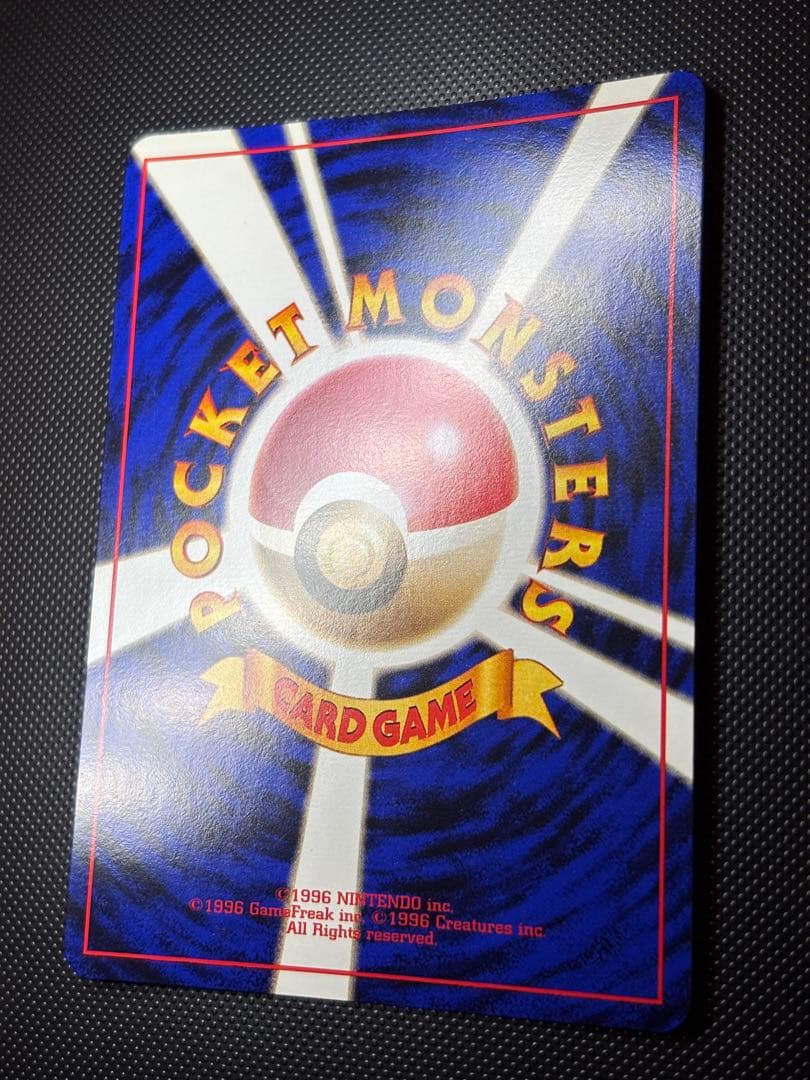 POCKET MONSTERS
CARD GAME
©1996 NINTENDO inc.
©1996 GameFreak inc. ©1996 Creatures inc.
All Rights reserved.